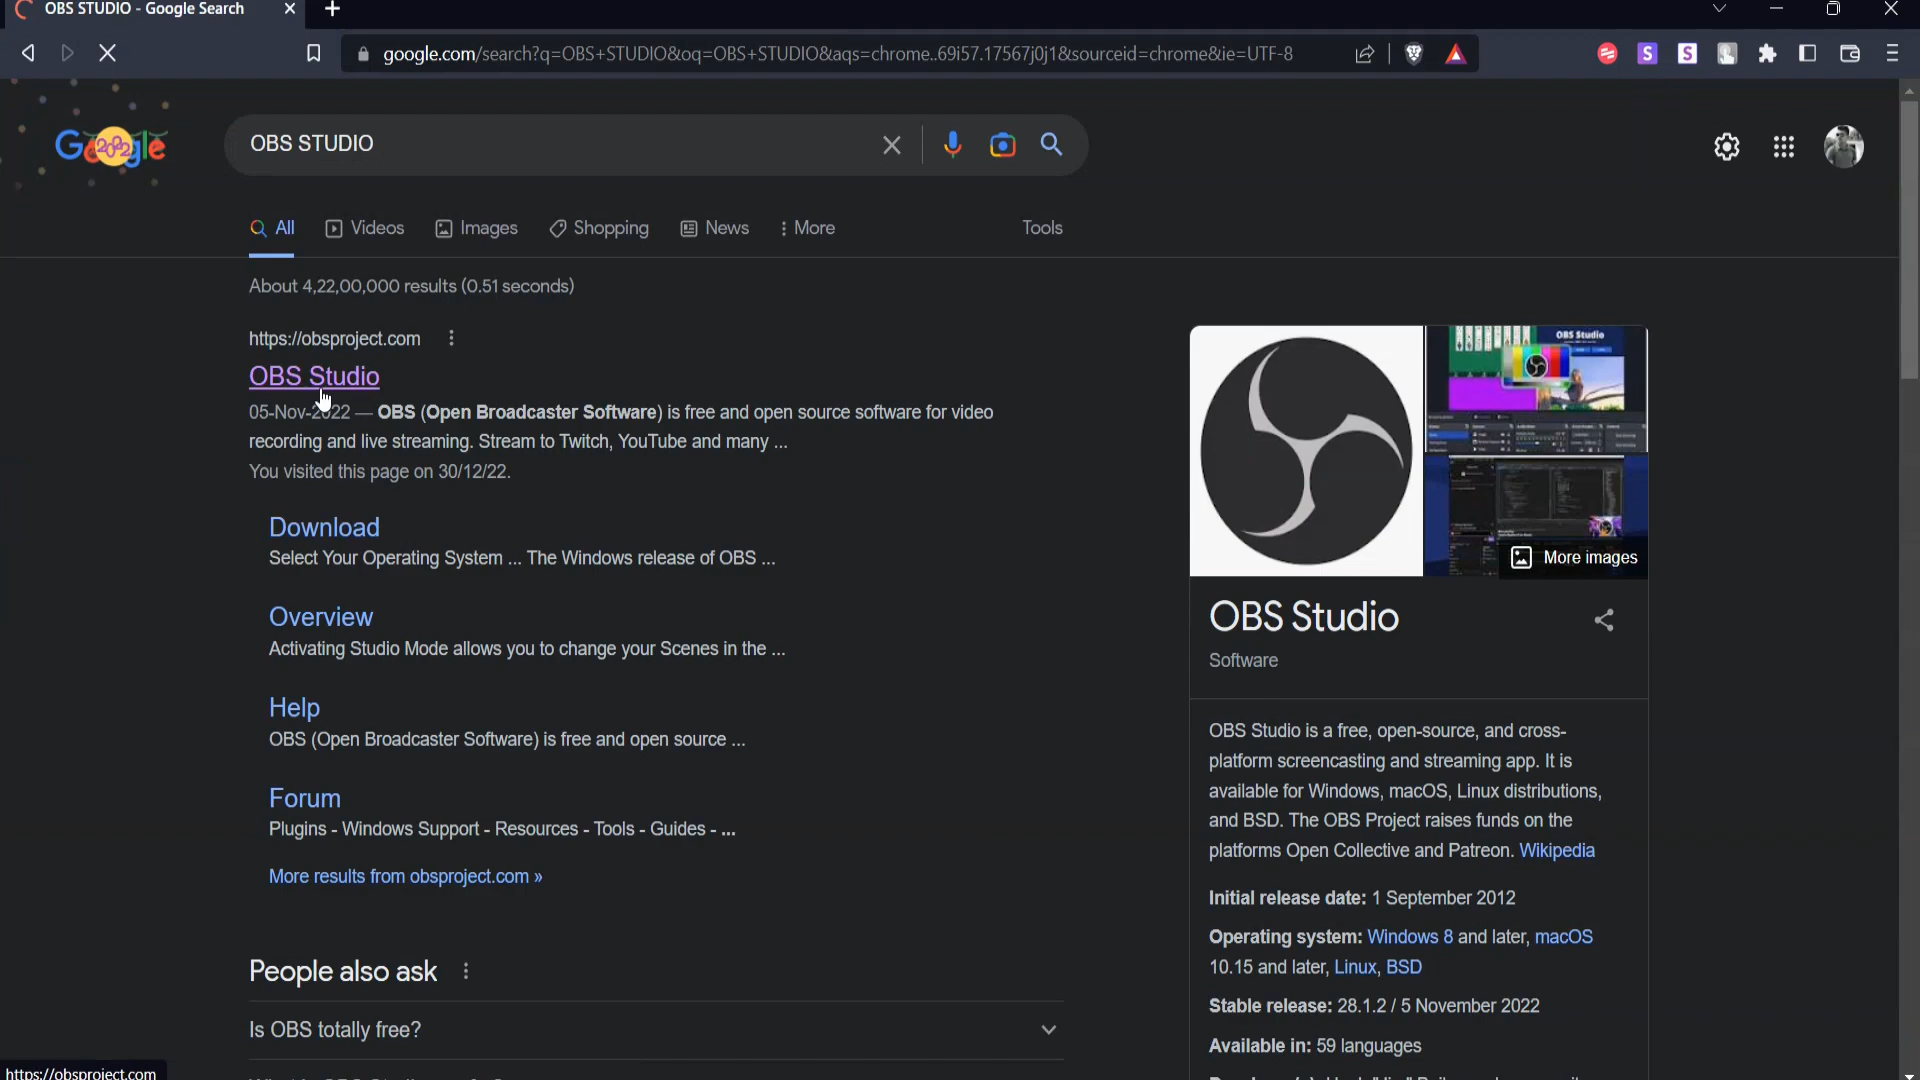 OBS STUDIO - Google Search
google.com/search?q=OBS+STUDIO&oq=OBS+STUDIO&aqs=chrome..69i57.17567j0j1&sourceid=chrome&ie=UTF-8
Google 2022
OBS STUDIO
All Videos Images Shopping News More Tools
About 4,22,00,000 results (0.51 seconds)
https://obsproject.com
OBS Studio
05-Nov-2022 — OBS (Open Broadcaster Software) is free and open source software for video
recording and live streaming. Stream to Twitch, YouTube and many ...
You visited this page on 30/12/22.
Download
Select Your Operating System ... The Windows release of OBS ...
Overview
Activating Studio Mode allows you to change your Scenes in the ...
Help
OBS (Open Broadcaster Software) is free and open source ...
Forum
Plugins - Windows Support - Resources - Tools - Guides - ...
More results from obsproject.com »
People also ask
Is OBS totally free?
https://obsproject.com
OBS Studio
More images
OBS Studio
Software
OBS Studio is a free, open-source, and cross-
platform screencasting and streaming app. It is
available for Windows, macOS, Linux distributions,
and BSD. The OBS Project raises funds on the
platforms Open Collective and Patreon. Wikipedia
Initial release date: 1 September 2012
Operating system: Windows 8 and later, macOS
10.15 and later, Linux, BSD
Stable release: 28.1.2 / 5 November 2022
Available in: 59 languages